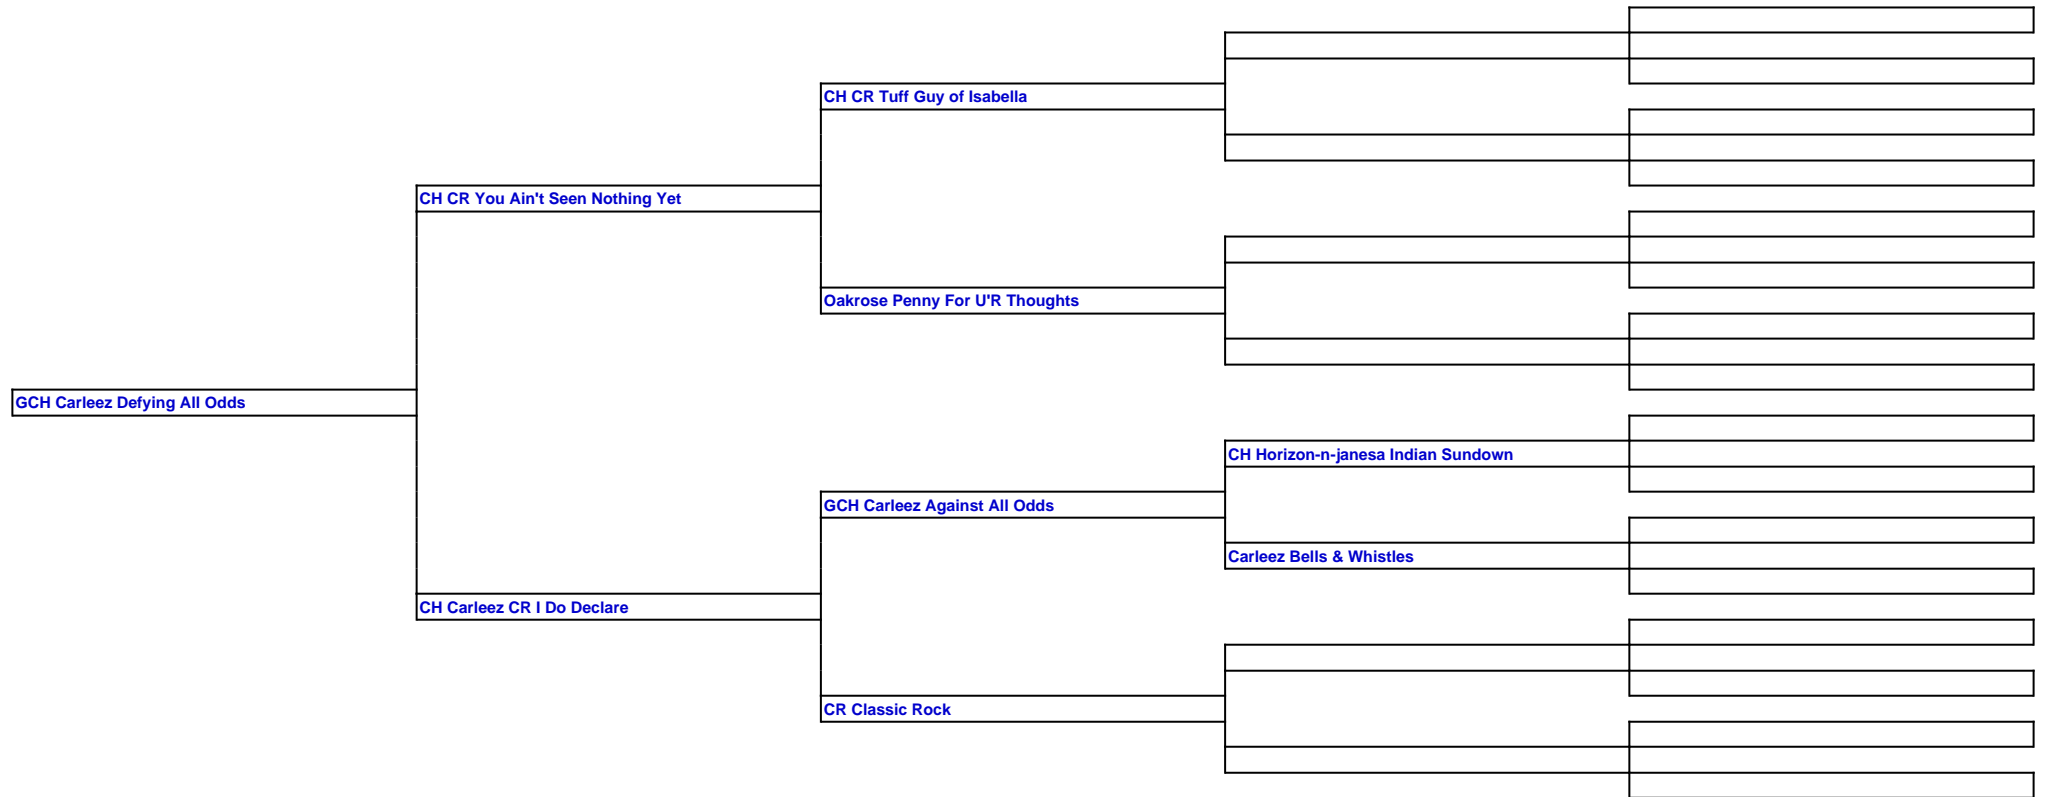 CH CR Tuff Guy of Isabella
CH CR You Ain't Seen Nothing Yet
Oakrose Penny For U'R Thoughts
GCH Carleez Defying All Odds
CH Horizon-n-janesa Indian Sundown
GCH Carleez Against All Odds
Carleez Bells & Whistles
CH Carleez CR I Do Declare
CR Classic Rock